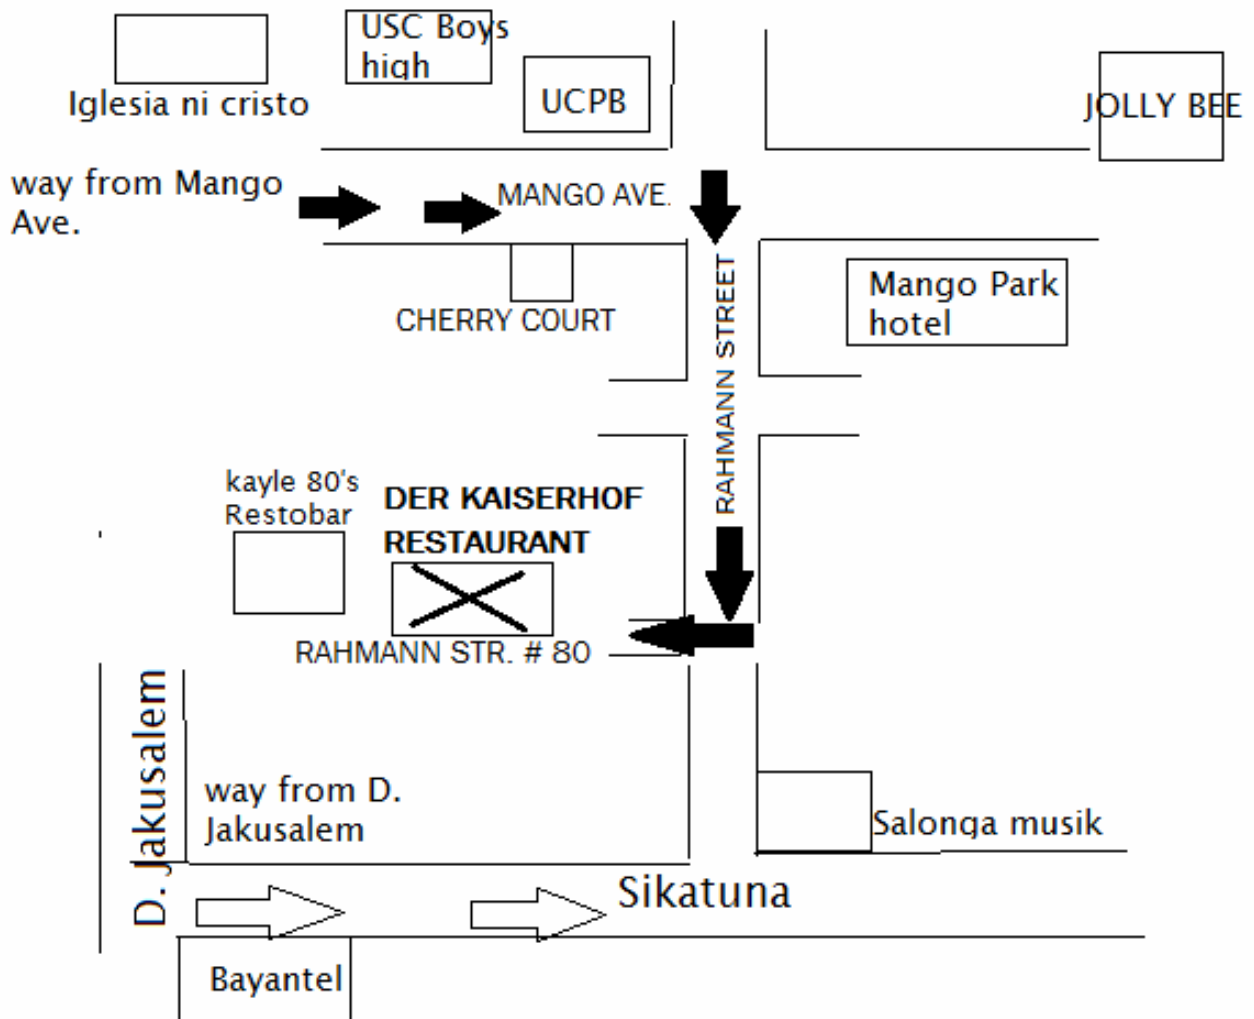 USC Boys
high
Iglesia ni cristo
UCPB
JOLLY BEE
way from Mango
Ave.
MANGO AVE.
RAHMANN STREET
Mango Park
hotel
CHERRY COURT
kayle 80's
Restobar
DER KAISERHOF
RESTAURANT
RAHMANN STR. # 80
D. Jakusalem
way from D.
Jakusalem
Salonga musik
Sikatuna
Bayantel